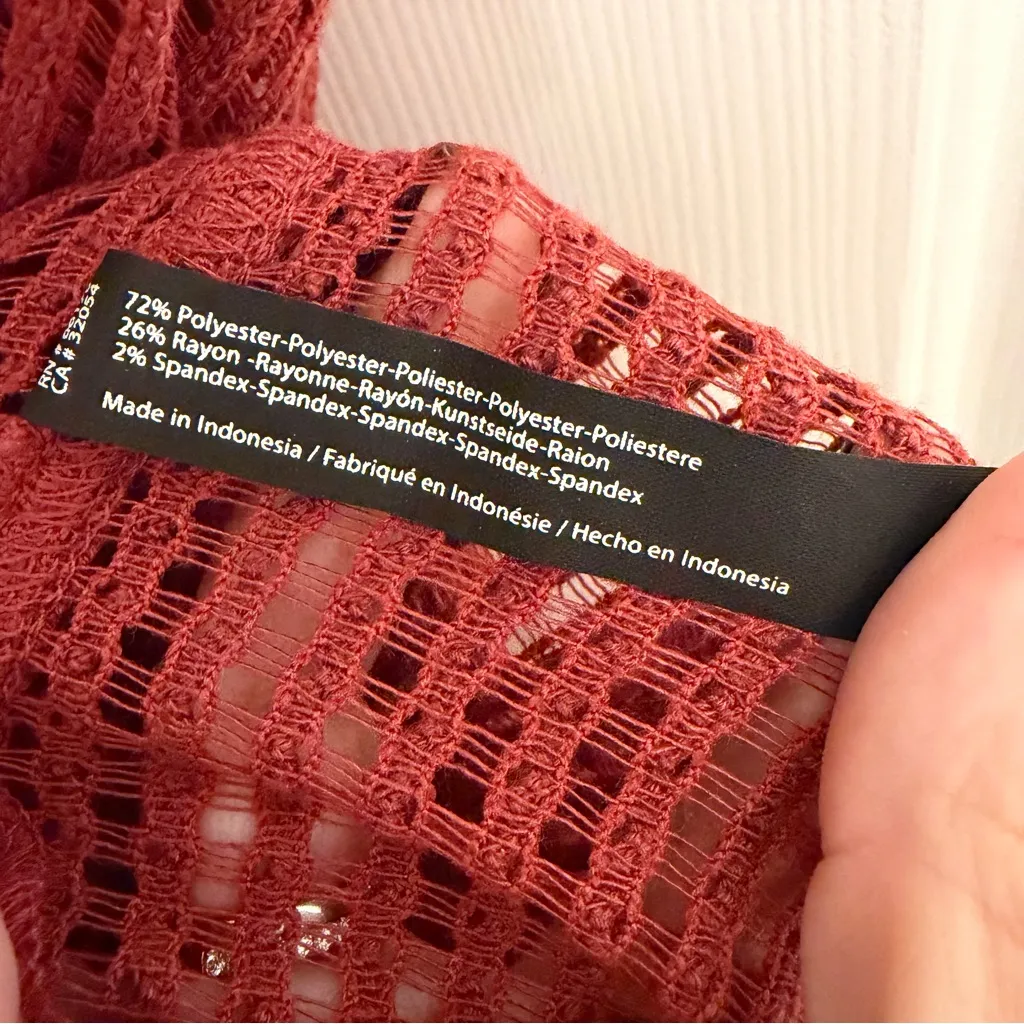 72% Polyester-Polyester-Poliester-Polyester-Poliestere
26% Rayon -Rayonne-Rayón-Kunstseide-Raion
2% Spandex-Spandex-Spandex-Spandex-Spandex
Made in Indonesia / Fabriqué en Indonésie / Hecho en Indonesia
RN #
CA # 32054